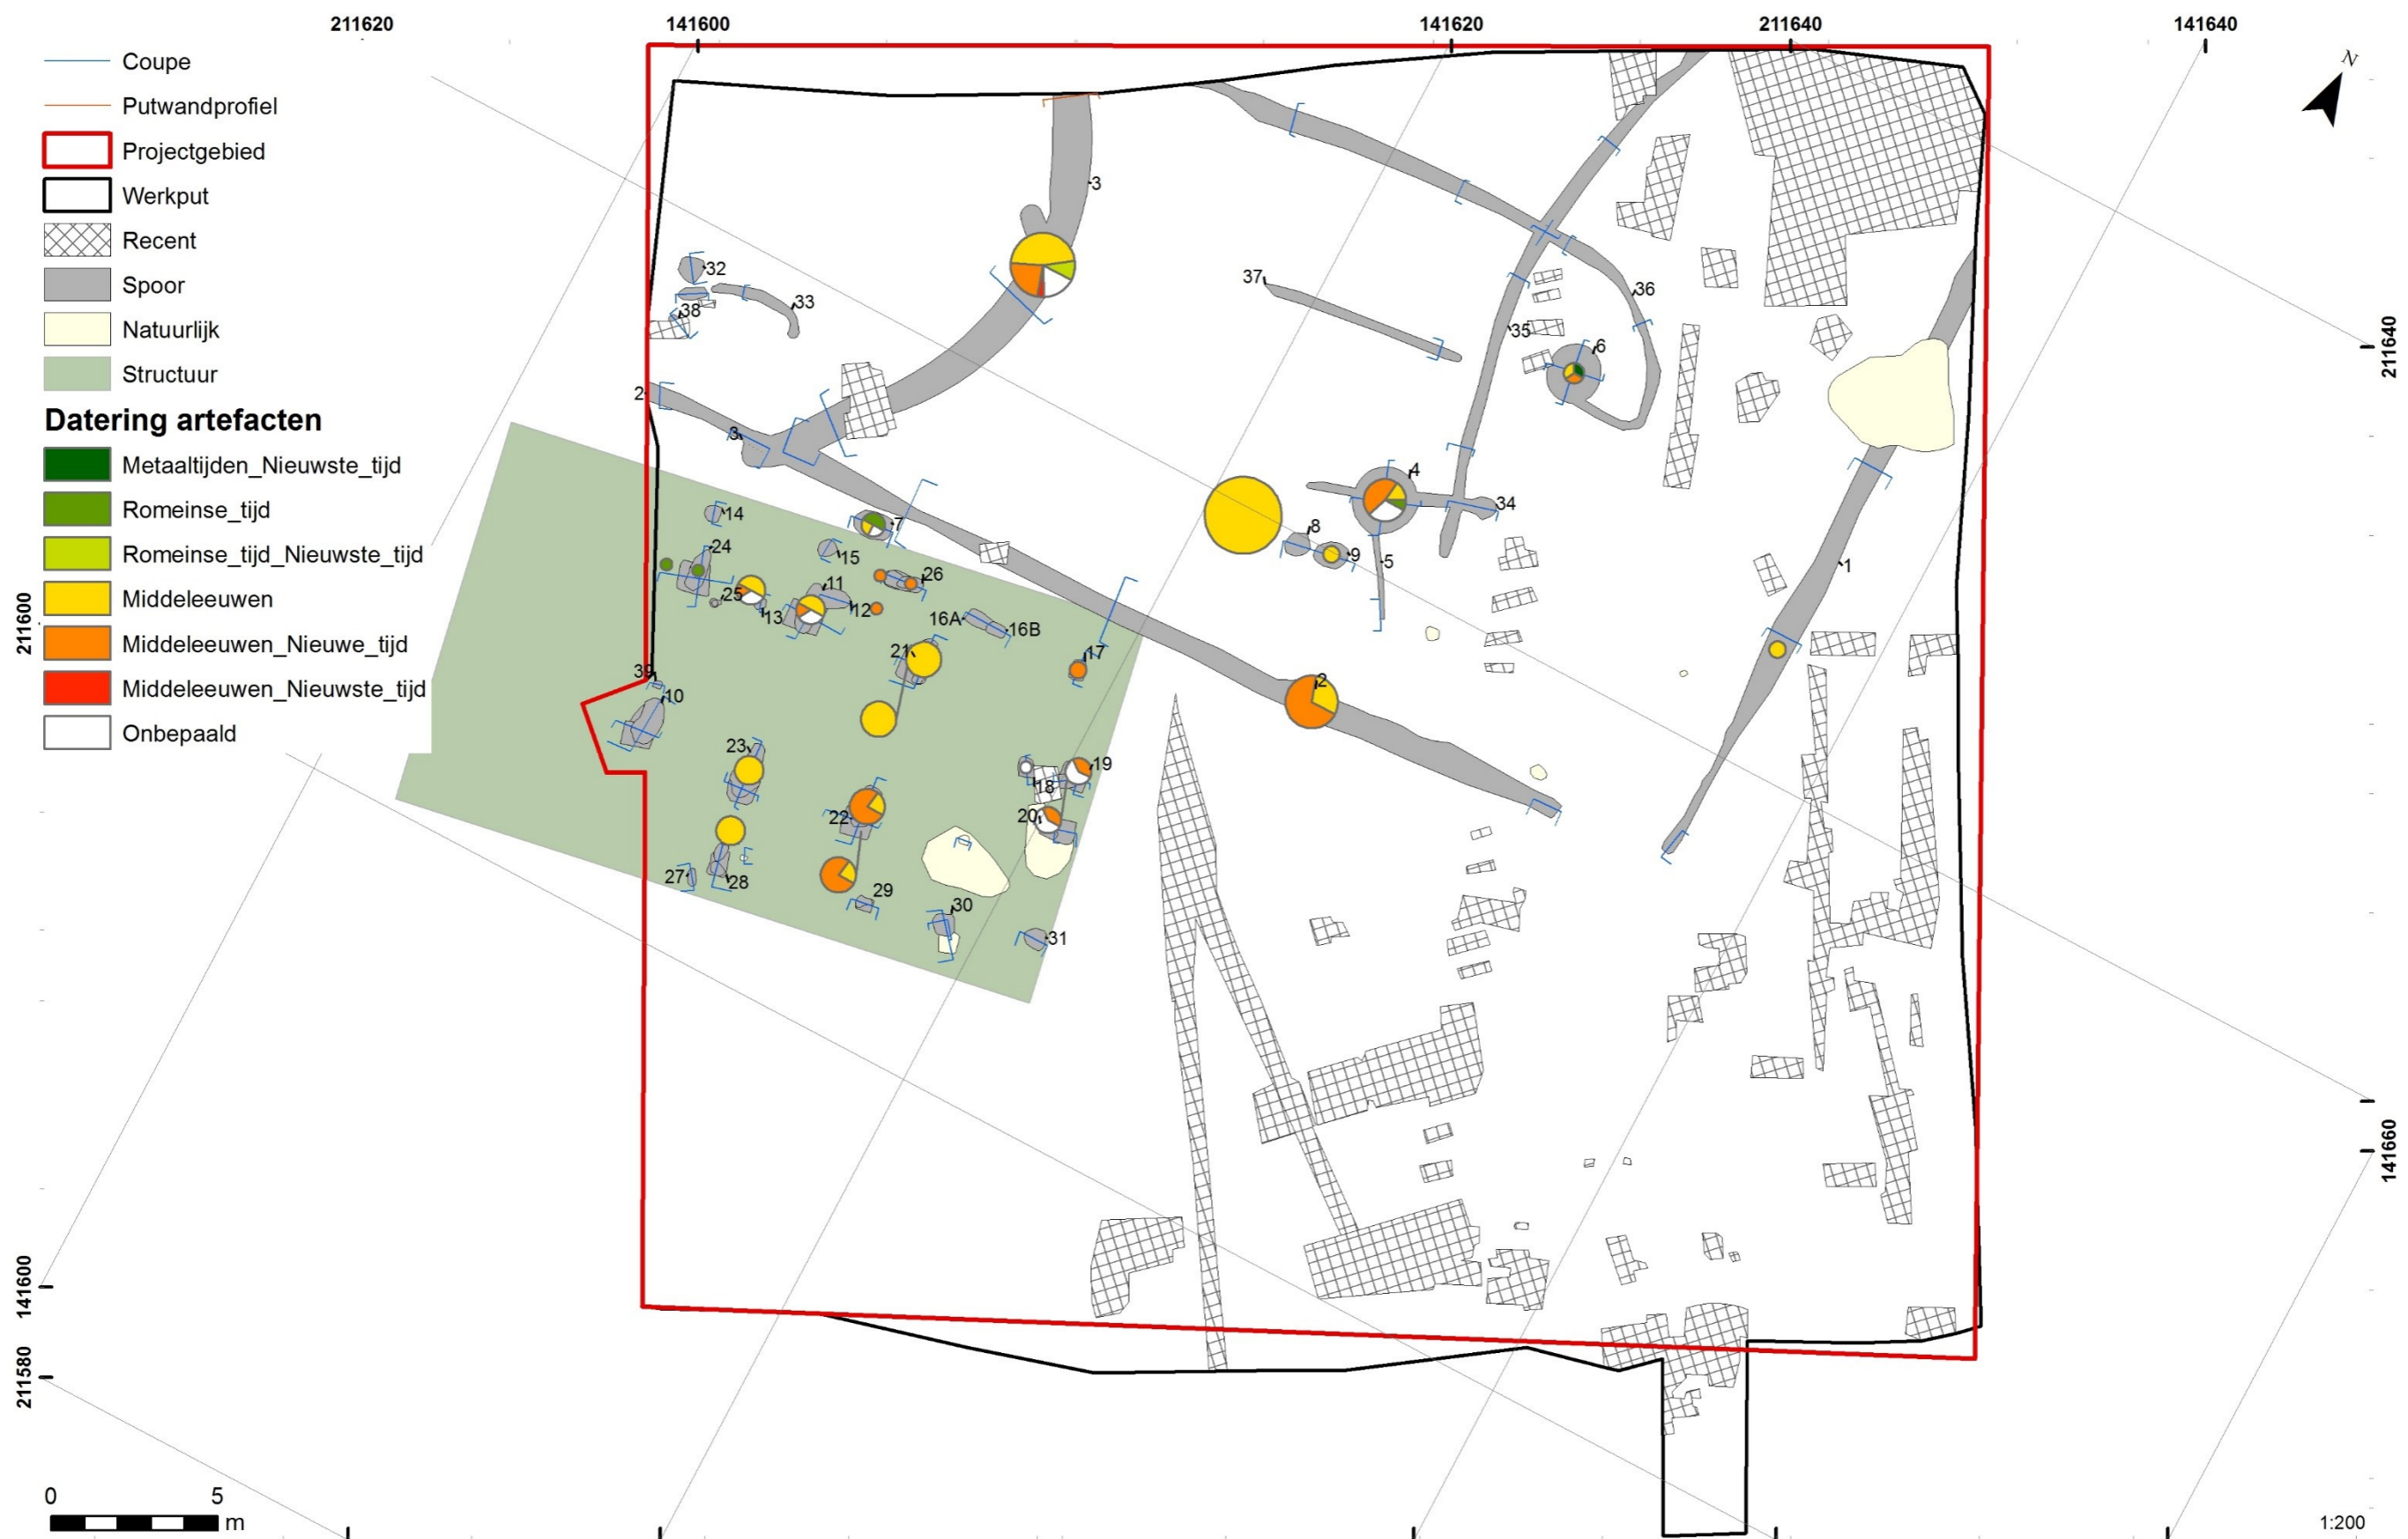 211620
141600
141620
211640
141640
N
Coupe
Putwandprofiel
Projectgebied
Werkput
Recent
Spoor
Natuurlijk
Structuur
Datering artefacten
Metaaltijden_Nieuwste_tijd
Romeinse_tijd
Romeinse_tijd_Nieuwste_tijd
Middeleeuwen
Middeleeuwen_Nieuwe_tijd
Middeleeuwen_Nieuwste_tijd
Onbepaald
3
32
33
38
37
36
35
6
2
3
4
34
14
7
8
9
5
1
24
15
26
25
13
11
12
16A
16B
21
17
39
10
2
23
19
18
22
20
27
28
29
30
31
211640
211600
141660
141600
211580
0 5
m
1:200